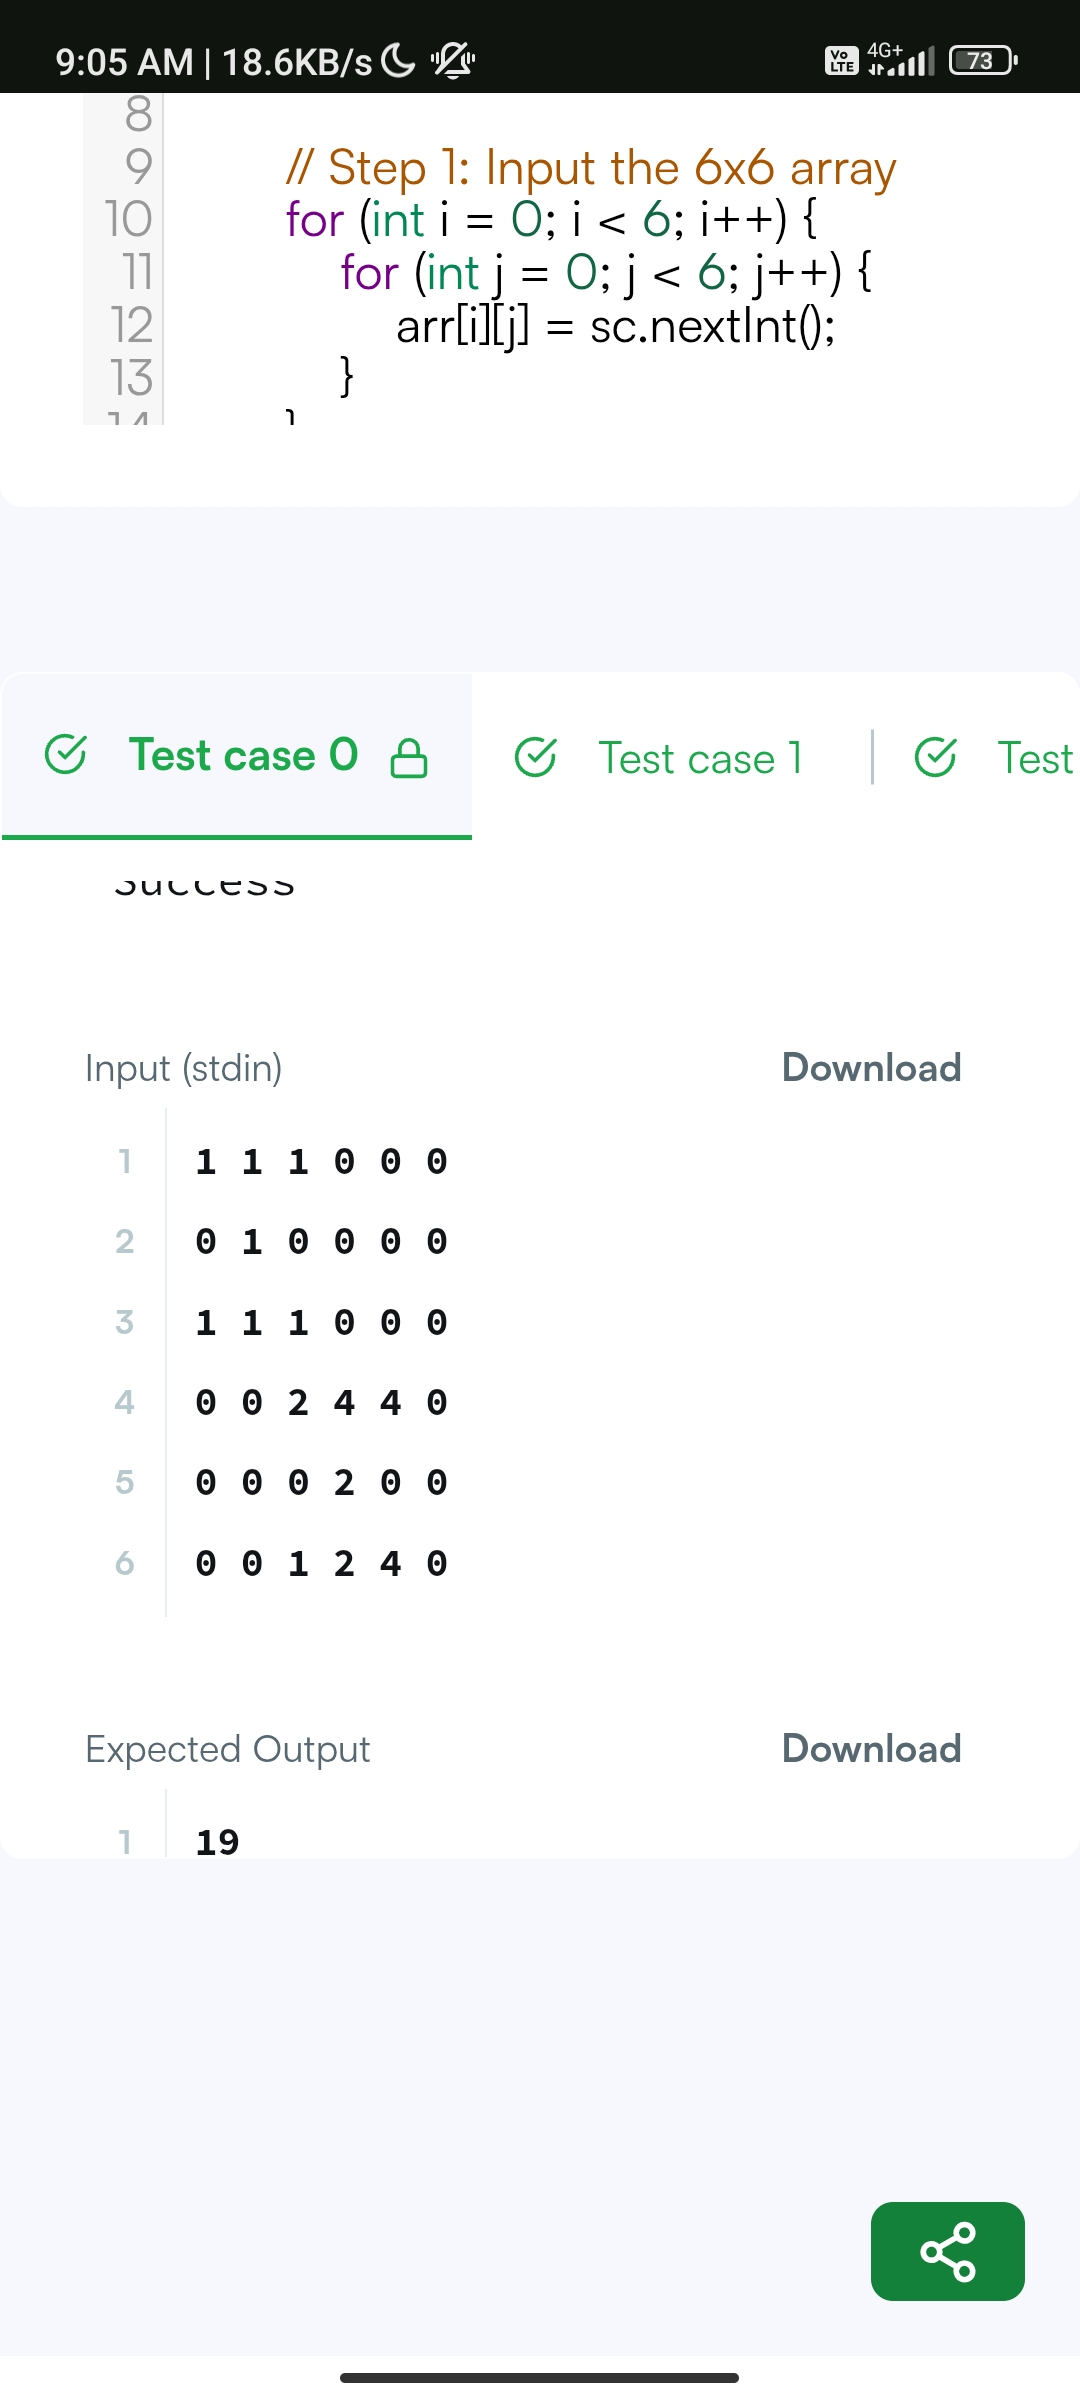 9:05 AM | 18.6KB/s
Vo LTE 4G+ 73
8
9 // Step 1: Input the 6x6 array
10 for (int i = 0; i < 6; i++) {
11 for (int j = 0; j < 6; j++) {
12 arr[i][j] = sc.nextInt();
13 }
14 }
Test case 0 Test case 1 Test
Success
Input (stdin) Download
1 1 1 1 0 0 0
2 0 1 0 0 0 0
3 1 1 1 0 0 0
4 0 0 2 4 4 0
5 0 0 0 2 0 0
6 0 0 1 2 4 0
Expected Output Download
1 19